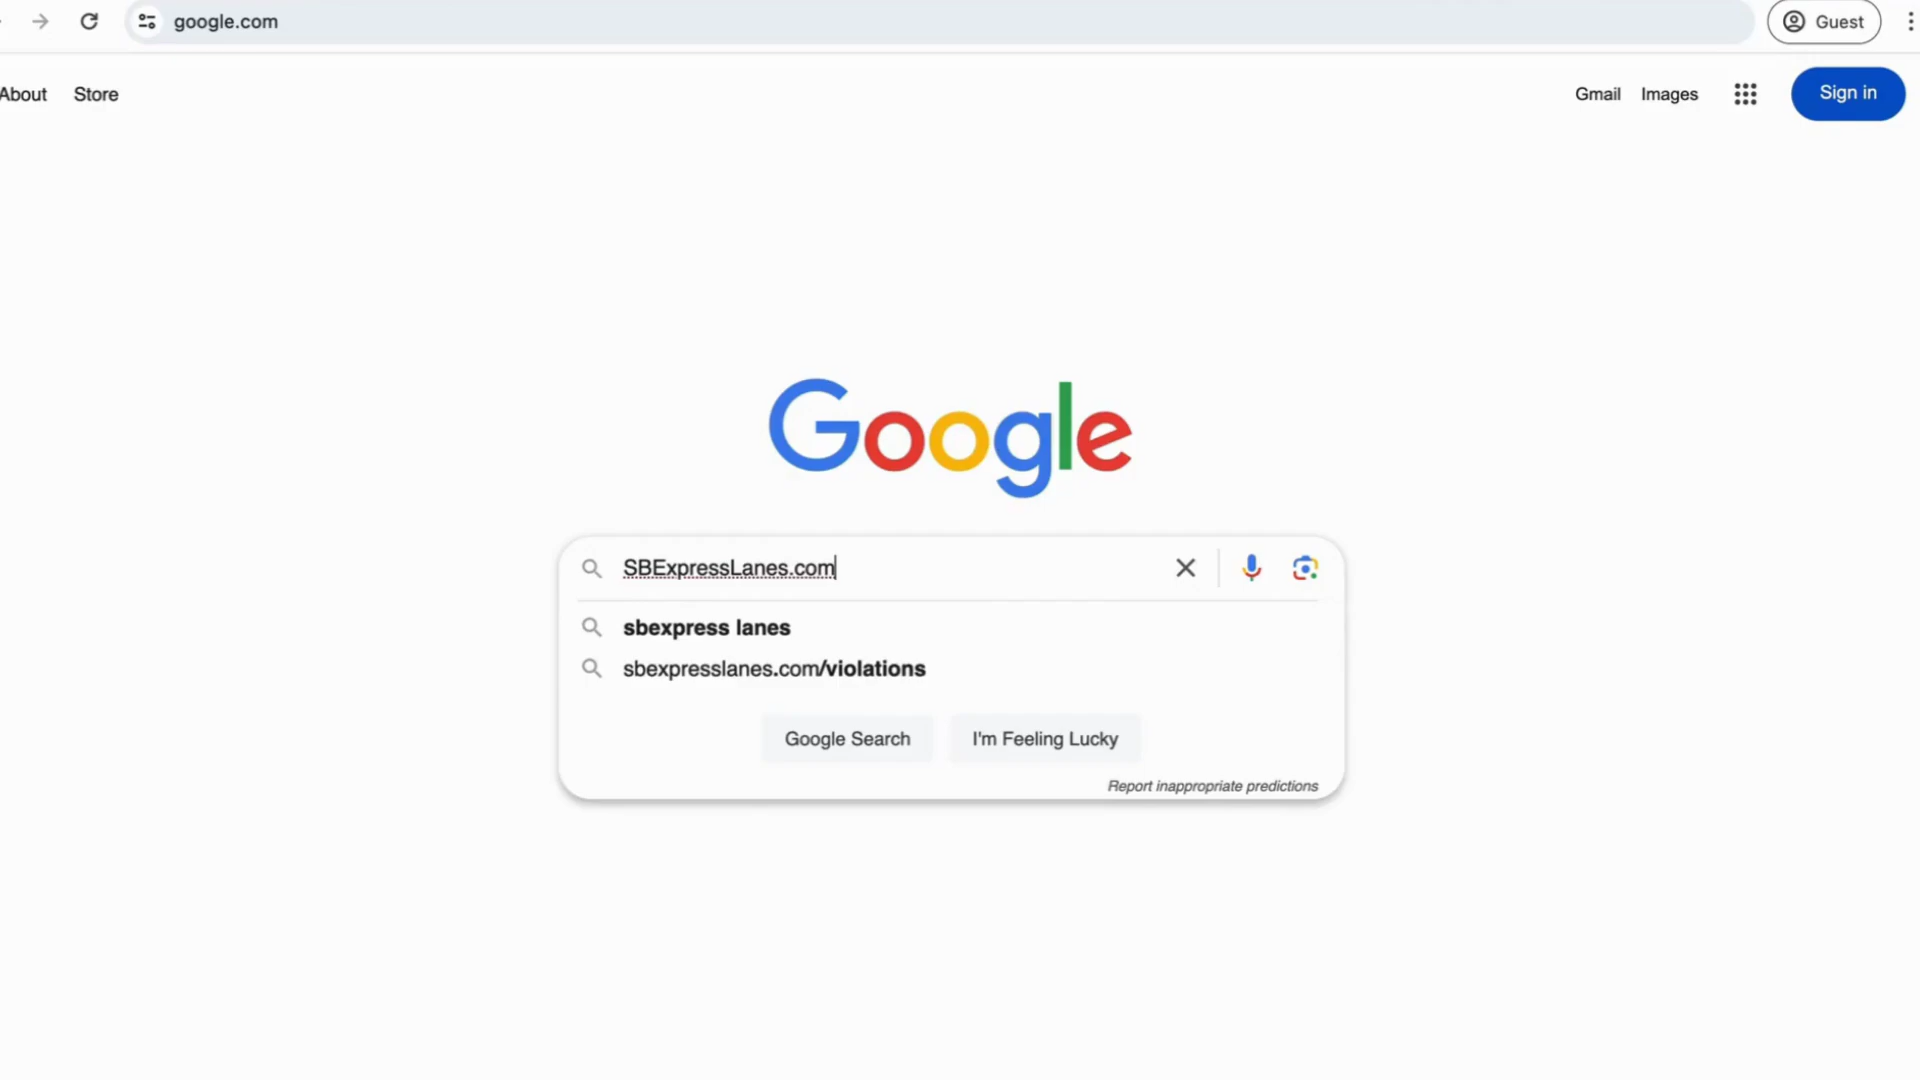 google.com
Guest
About
Store
Gmail
Images
Sign in
Google
SBExpressLanes.com
sbexpress lanes
sbexpresslanes.com/violations
Google Search
I'm Feeling Lucky
Report inappropriate predictions